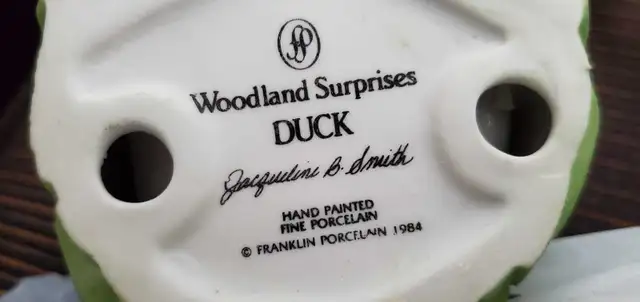 FP
Woodland Surprises
DUCK
Jacqueline B. Smith
HAND PAINTED
FINE PORCELAIN
© FRANKLIN PORCELAIN 1984